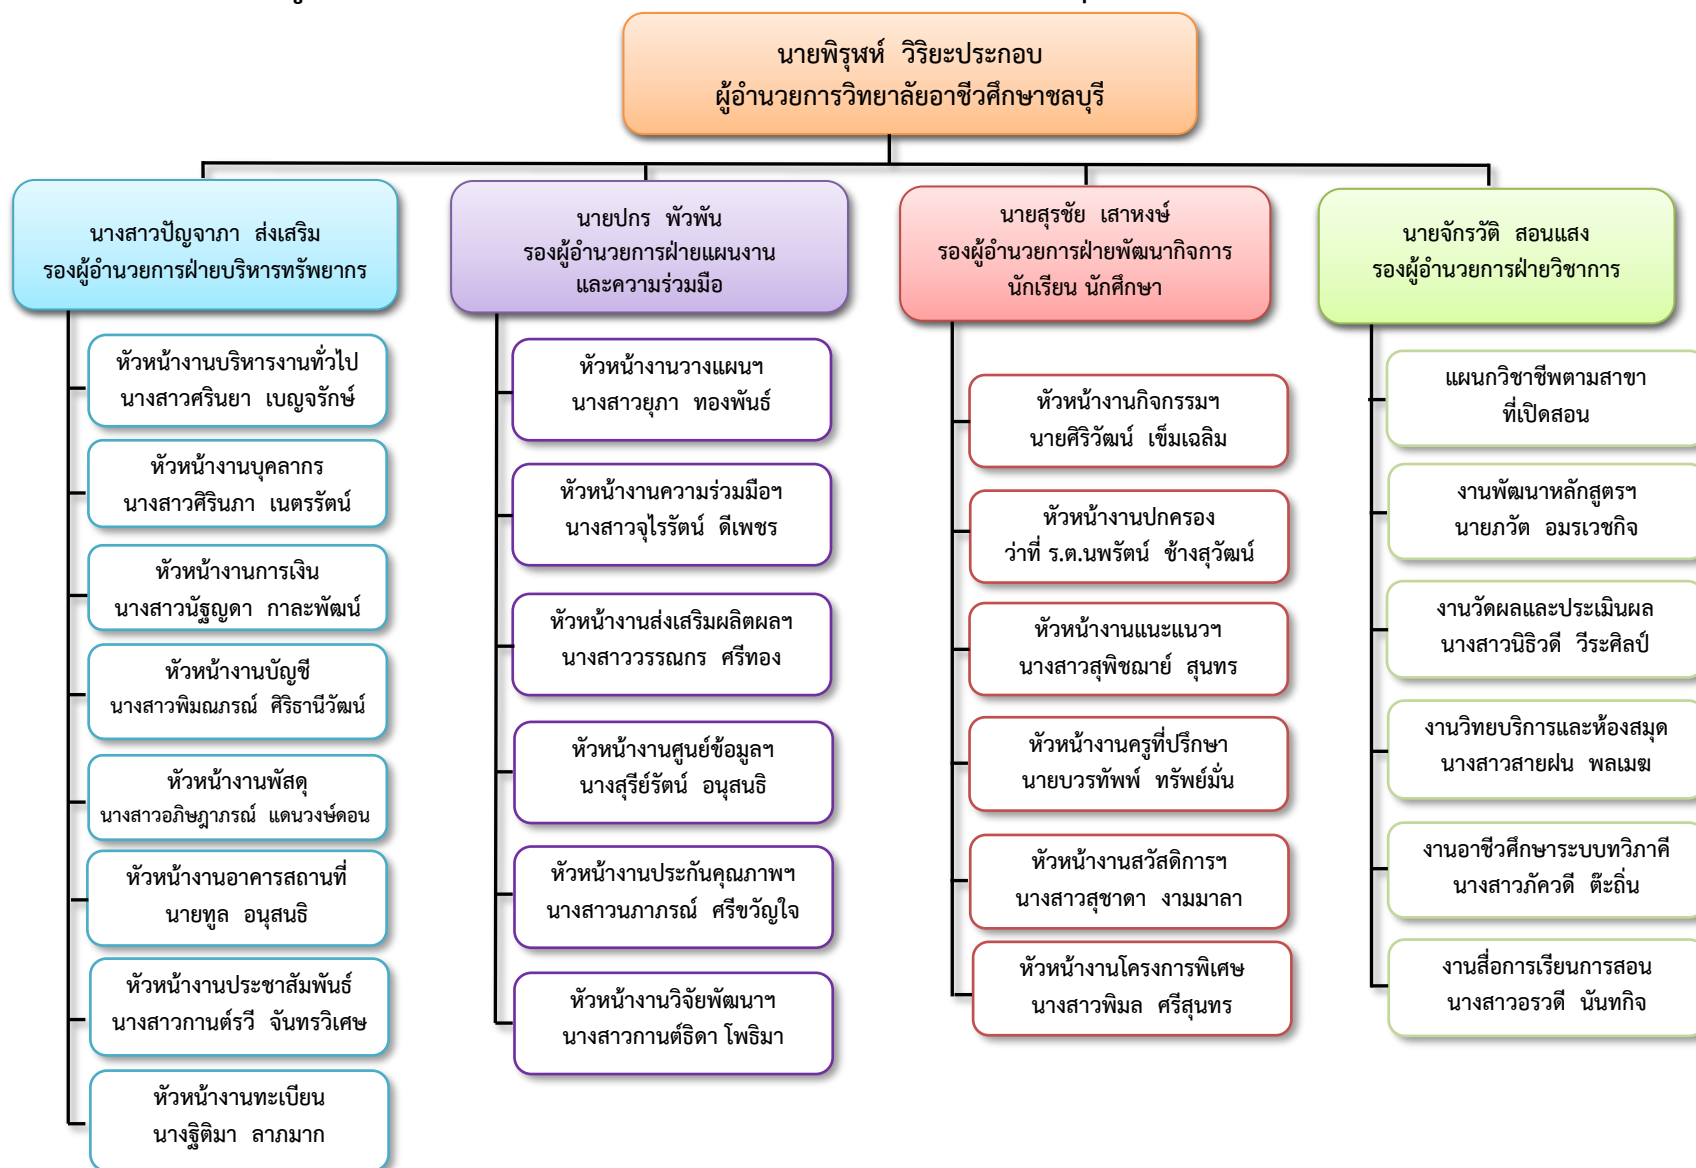 นายพิรุฬห์ วิริยะประกอบ
ผู้อำนวยการวิทยาลัยอาชีวศึกษาชลบุรี
นางสาวปัญจาภา ส่งเสริม
รองผู้อำนวยการฝ่ายบริหารทรัพยากร
หัวหน้างานบริหารงานทั่วไป
นางสาวศรินยา เบญจรักษ์
หัวหน้างานบุคลากร
นางสาวศิรินภา เนตรรัตน์
หัวหน้างานการเงิน
นางสาวนัฐญดา กาละพัฒน์
หัวหน้างานบัญชี
นางสาวพิมณภรณ์ ศิริธานีวัฒน์
หัวหน้างานพัสดุ
นางสาวอภิษฎาภรณ์ แดนวงษ์ดอน
หัวหน้างานอาคารสถานที่
นายทูล อนุสนธิ
หัวหน้างานประชาสัมพันธ์
นางสาวกานต์รวี จันทรวิเศษ
หัวหน้างานทะเบียน
นางฐิติมา ลาภมาก
นายปกร พัวพัน
รองผู้อำนวยการฝ่ายแผนงาน
และความร่วมมือ
หัวหน้างานวางแผนฯ
นางสาวยุภา ทองพันธ์
หัวหน้างานความร่วมมือฯ
นางสาวจุไรรัตน์ ดีเพชร
หัวหน้างานส่งเสริมผลิตผลฯ
นางสาววรรณกร ศรีทอง
หัวหน้างานศูนย์ข้อมูลฯ
นางสุรีย์รัตน์ อนุสนธิ
หัวหน้างานประกันคุณภาพฯ
นางสาวนภาภรณ์ ศรีขวัญใจ
หัวหน้างานวิจัยพัฒนาฯ
นางสาวกานต์ธิดา โพธิมา
นายสุรชัย เสาหงษ์
รองผู้อำนวยการฝ่ายพัฒนากิจการ
นักเรียน นักศึกษา
หัวหน้างานกิจกรรมฯ
นายศิริวัฒน์ เข็มเฉลิม
หัวหน้างานปกครอง
ว่าที่ ร.ต.นพรัตน์ ช้างสุวัฒน์
หัวหน้างานแนะแนวฯ
นางสาวสุพิชฌาย์ สุนทร
หัวหน้างานครูที่ปรึกษา
นายบวรทัพพ์ ทรัพย์มั่น
หัวหน้างานสวัสดิการฯ
นางสาวสุชาดา งามมาลา
หัวหน้างานโครงการพิเศษ
นางสาวพิมล ศรีสุนทร
นายจักรวัติ สอนแสง
รองผู้อำนวยการฝ่ายวิชาการ
แผนกวิชาชีพตามสาขา
ที่เปิดสอน
งานพัฒนาหลักสูตรฯ
นายภวัต อมรเวชกิจ
งานวัดผลและประเมินผล
นางสาวนิธิวดี วีระศิลป์
งานวิทยบริการและห้องสมุด
นางสาวสายฝน พลเมฆ
งานอาชีวศึกษาระบบทวิภาคี
นางสาวภัควดี ต๊ะถิ่น
งานสื่อการเรียนการสอน
นางสาวอรวดี นันทกิจ